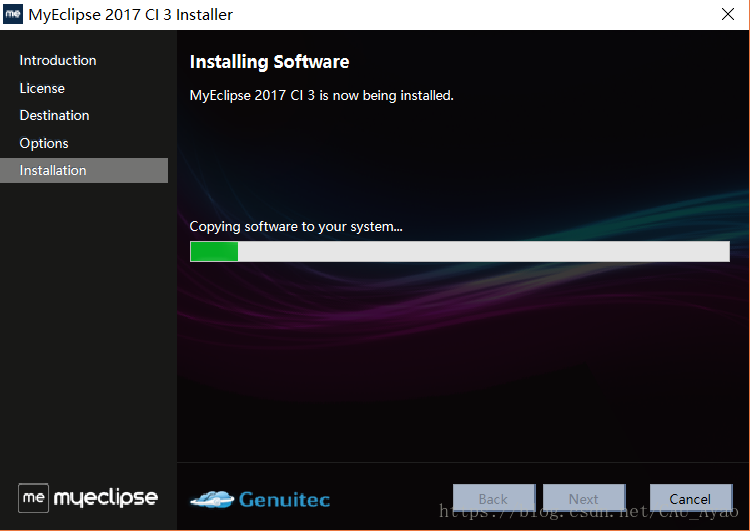 me MyEclipse 2017 CI 3 Installer
Introduction
License
Destination
Options
Installation
Installing Software
MyEclipse 2017 CI 3 is now being installed.
Copying software to your system...
me myeclipse
Genuitec
Back
Next
Cancel
https://blog.csdn.net/CAO_Ayao